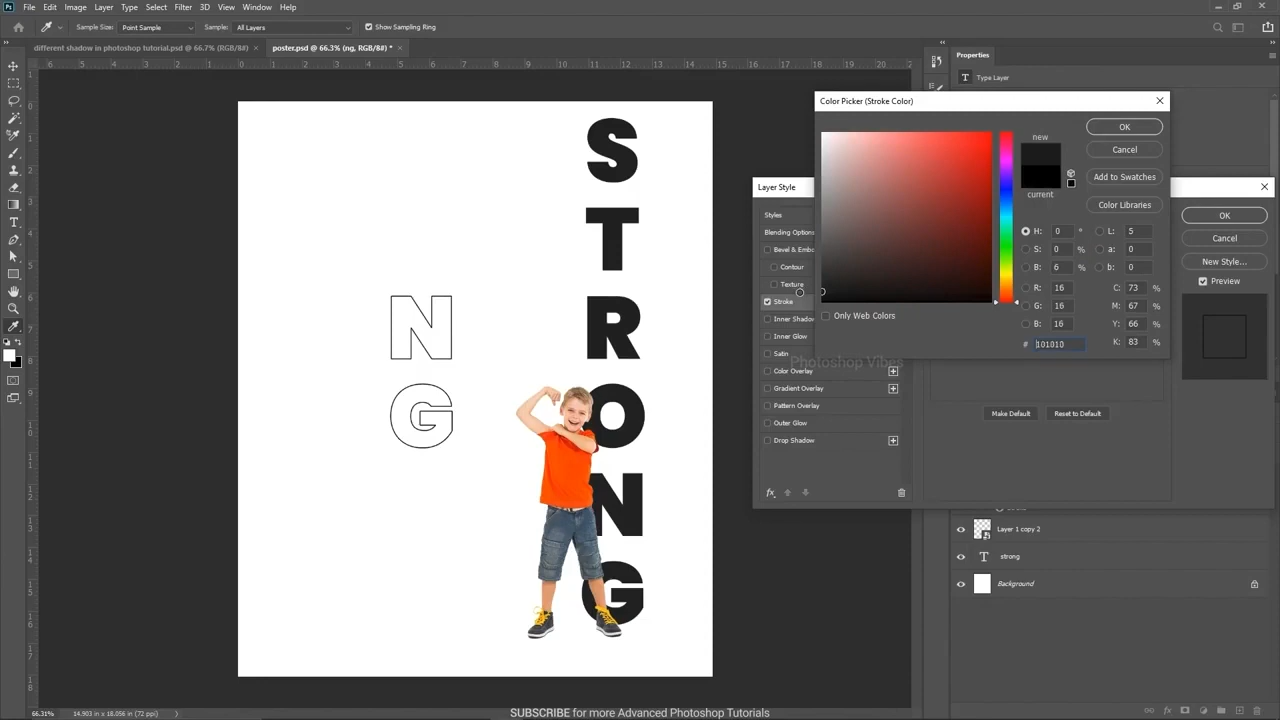 Ps File Edit Image Layer Type Select Filter 3D View Window Help
Sample Size: Point Sample Sample: All Layers Show Sampling Ring
different shadow in photoshop tutorial.psd @ 66.7% (RGB/8#) × poster.psd @ 66.3% (ng, RGB/8#) * ×
Properties
T Type Layer
Color Picker (Stroke Color)
new
current
OK
Cancel
Add to Swatches
Color Libraries
H: 0 ° L: 5
S: 0 % a: 0
B: 6 % b: 0
R: 16 C: 73 %
G: 16 M: 67 %
B: 16 Y: 66 %
# 101010 K: 83 %
Only Web Colors
Layer Style
Styles
Blending Options
Bevel & Embo
Contour
Texture
Stroke
Inner Shadow
Inner Glow
Satin
Color Overlay
Gradient Overlay
Pattern Overlay
Outer Glow
Drop Shadow
fx
Make Default Reset to Default
OK
Cancel
New Style...
Preview
Photoshop Vibes
S
T
R
O
N
G
N
G
Layer 1 copy 2
T strong
Background
66.31% 14.903 in x 18.056 in (72 ppi)
SUBSCRIBE for more Advanced Photoshop Tutorials